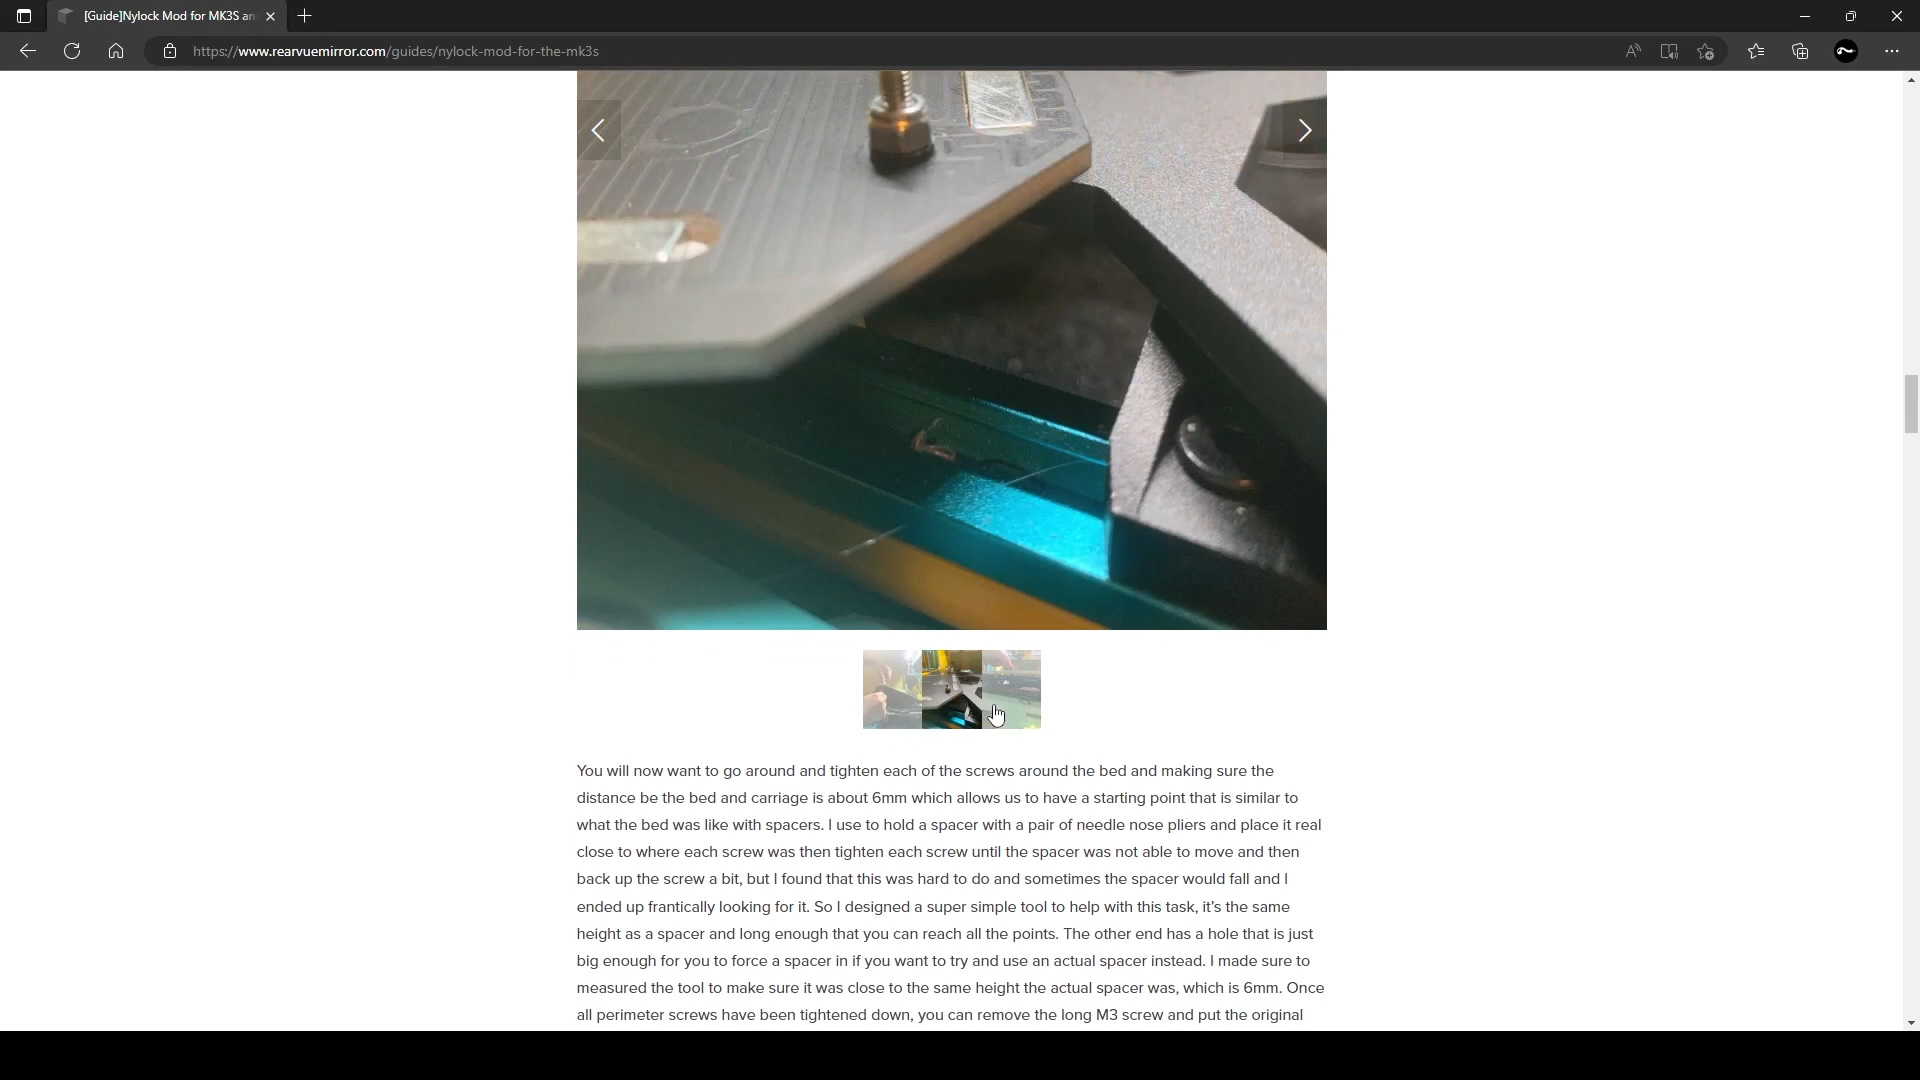 [Guide]Nylock Mod for MK3S an
https://www.rearvuemirror.com/guides/nylock-mod-for-the-mk3s
You will now want to go around and tighten each of the screws around the bed and making sure the
distance be the bed and carriage is about 6mm which allows us to have a starting point that is similar to
what the bed was like with spacers. I use to hold a spacer with a pair of needle nose pliers and place it real
close to where each screw was then tighten each screw until the spacer was not able to move and then
back up the screw a bit, but I found that this was hard to do and sometimes the spacer would fall and I
ended up frantically looking for it. So I designed a super simple tool to help with this task, it's the same
height as a spacer and long enough that you can reach all the points. The other end has a hole that is just
big enough for you to force a spacer in if you want to try and use an actual spacer instead. I made sure to
measured the tool to make sure it was close to the same height the actual spacer was, which is 6mm. Once
all perimeter screws have been tightened down, you can remove the long M3 screw and put the original